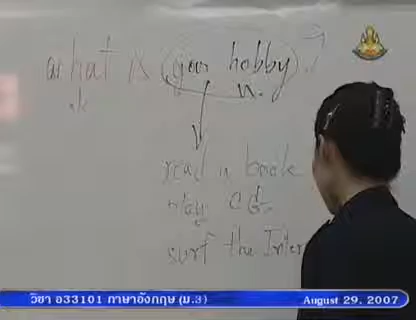 what is your hobby?
n.
read a book
play
surf the Inter
วิชา อ33101 ภาษาอังกฤษ (ม.3) August 29, 2007